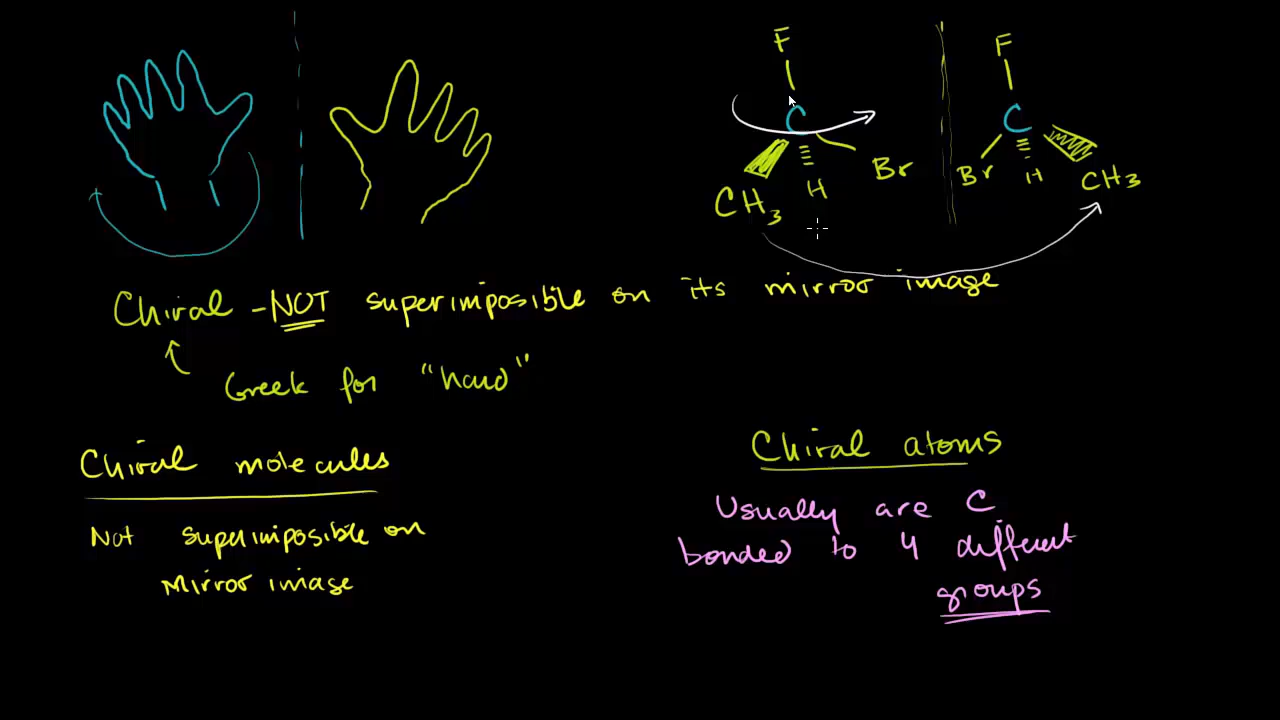 F
C
CH3
H
Br
F
C
Br
H
CH3
Chiral - NOT superimposible on its mirror image
Greek for "hand"
Chiral molecules
Not superimposible on
Mirror image
Chiral atoms
Usually are C
bonded to 4 different
groups